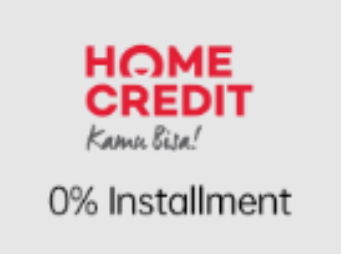 HOME
CREDIT
Kamu Bisa!
0% Installment